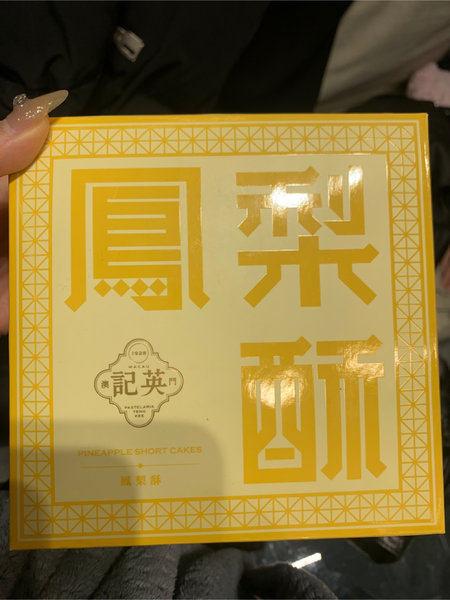 鳳梨
酥
1928
MACAU
澳 記英 門
PASTELARIA
YENG
KEE
PINEAPPLE SHORT CAKES
鳳梨酥